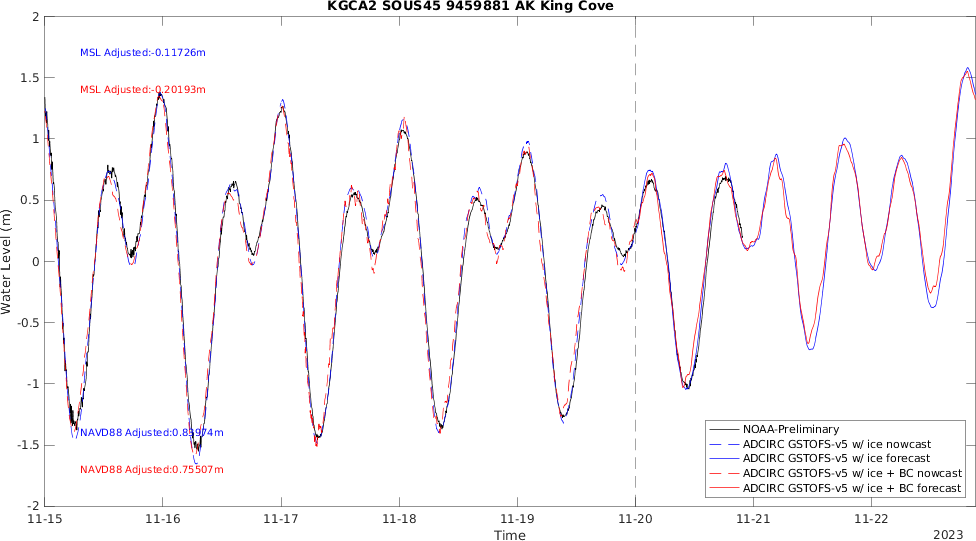 KGCA2 SOUS45 9459881 AK King Cove
MSL Adjusted:-0.11726m
MSL Adjusted:-0.20193m
NAVD88 Adjusted:0.83974m
NAVD88 Adjusted:0.75507m
Water Level (m)
2
1.5
1
0.5
0
-0.5
-1
-1.5
-2
11-15
11-16
11-17
11-18
11-19
11-20
11-21
11-22
Time
2023
NOAA-Preliminary
ADCIRC GSTOFS-v5 w/ ice nowcast
ADCIRC GSTOFS-v5 w/ ice forecast
ADCIRC GSTOFS-v5 w/ ice + BC nowcast
ADCIRC GSTOFS-v5 w/ ice + BC forecast